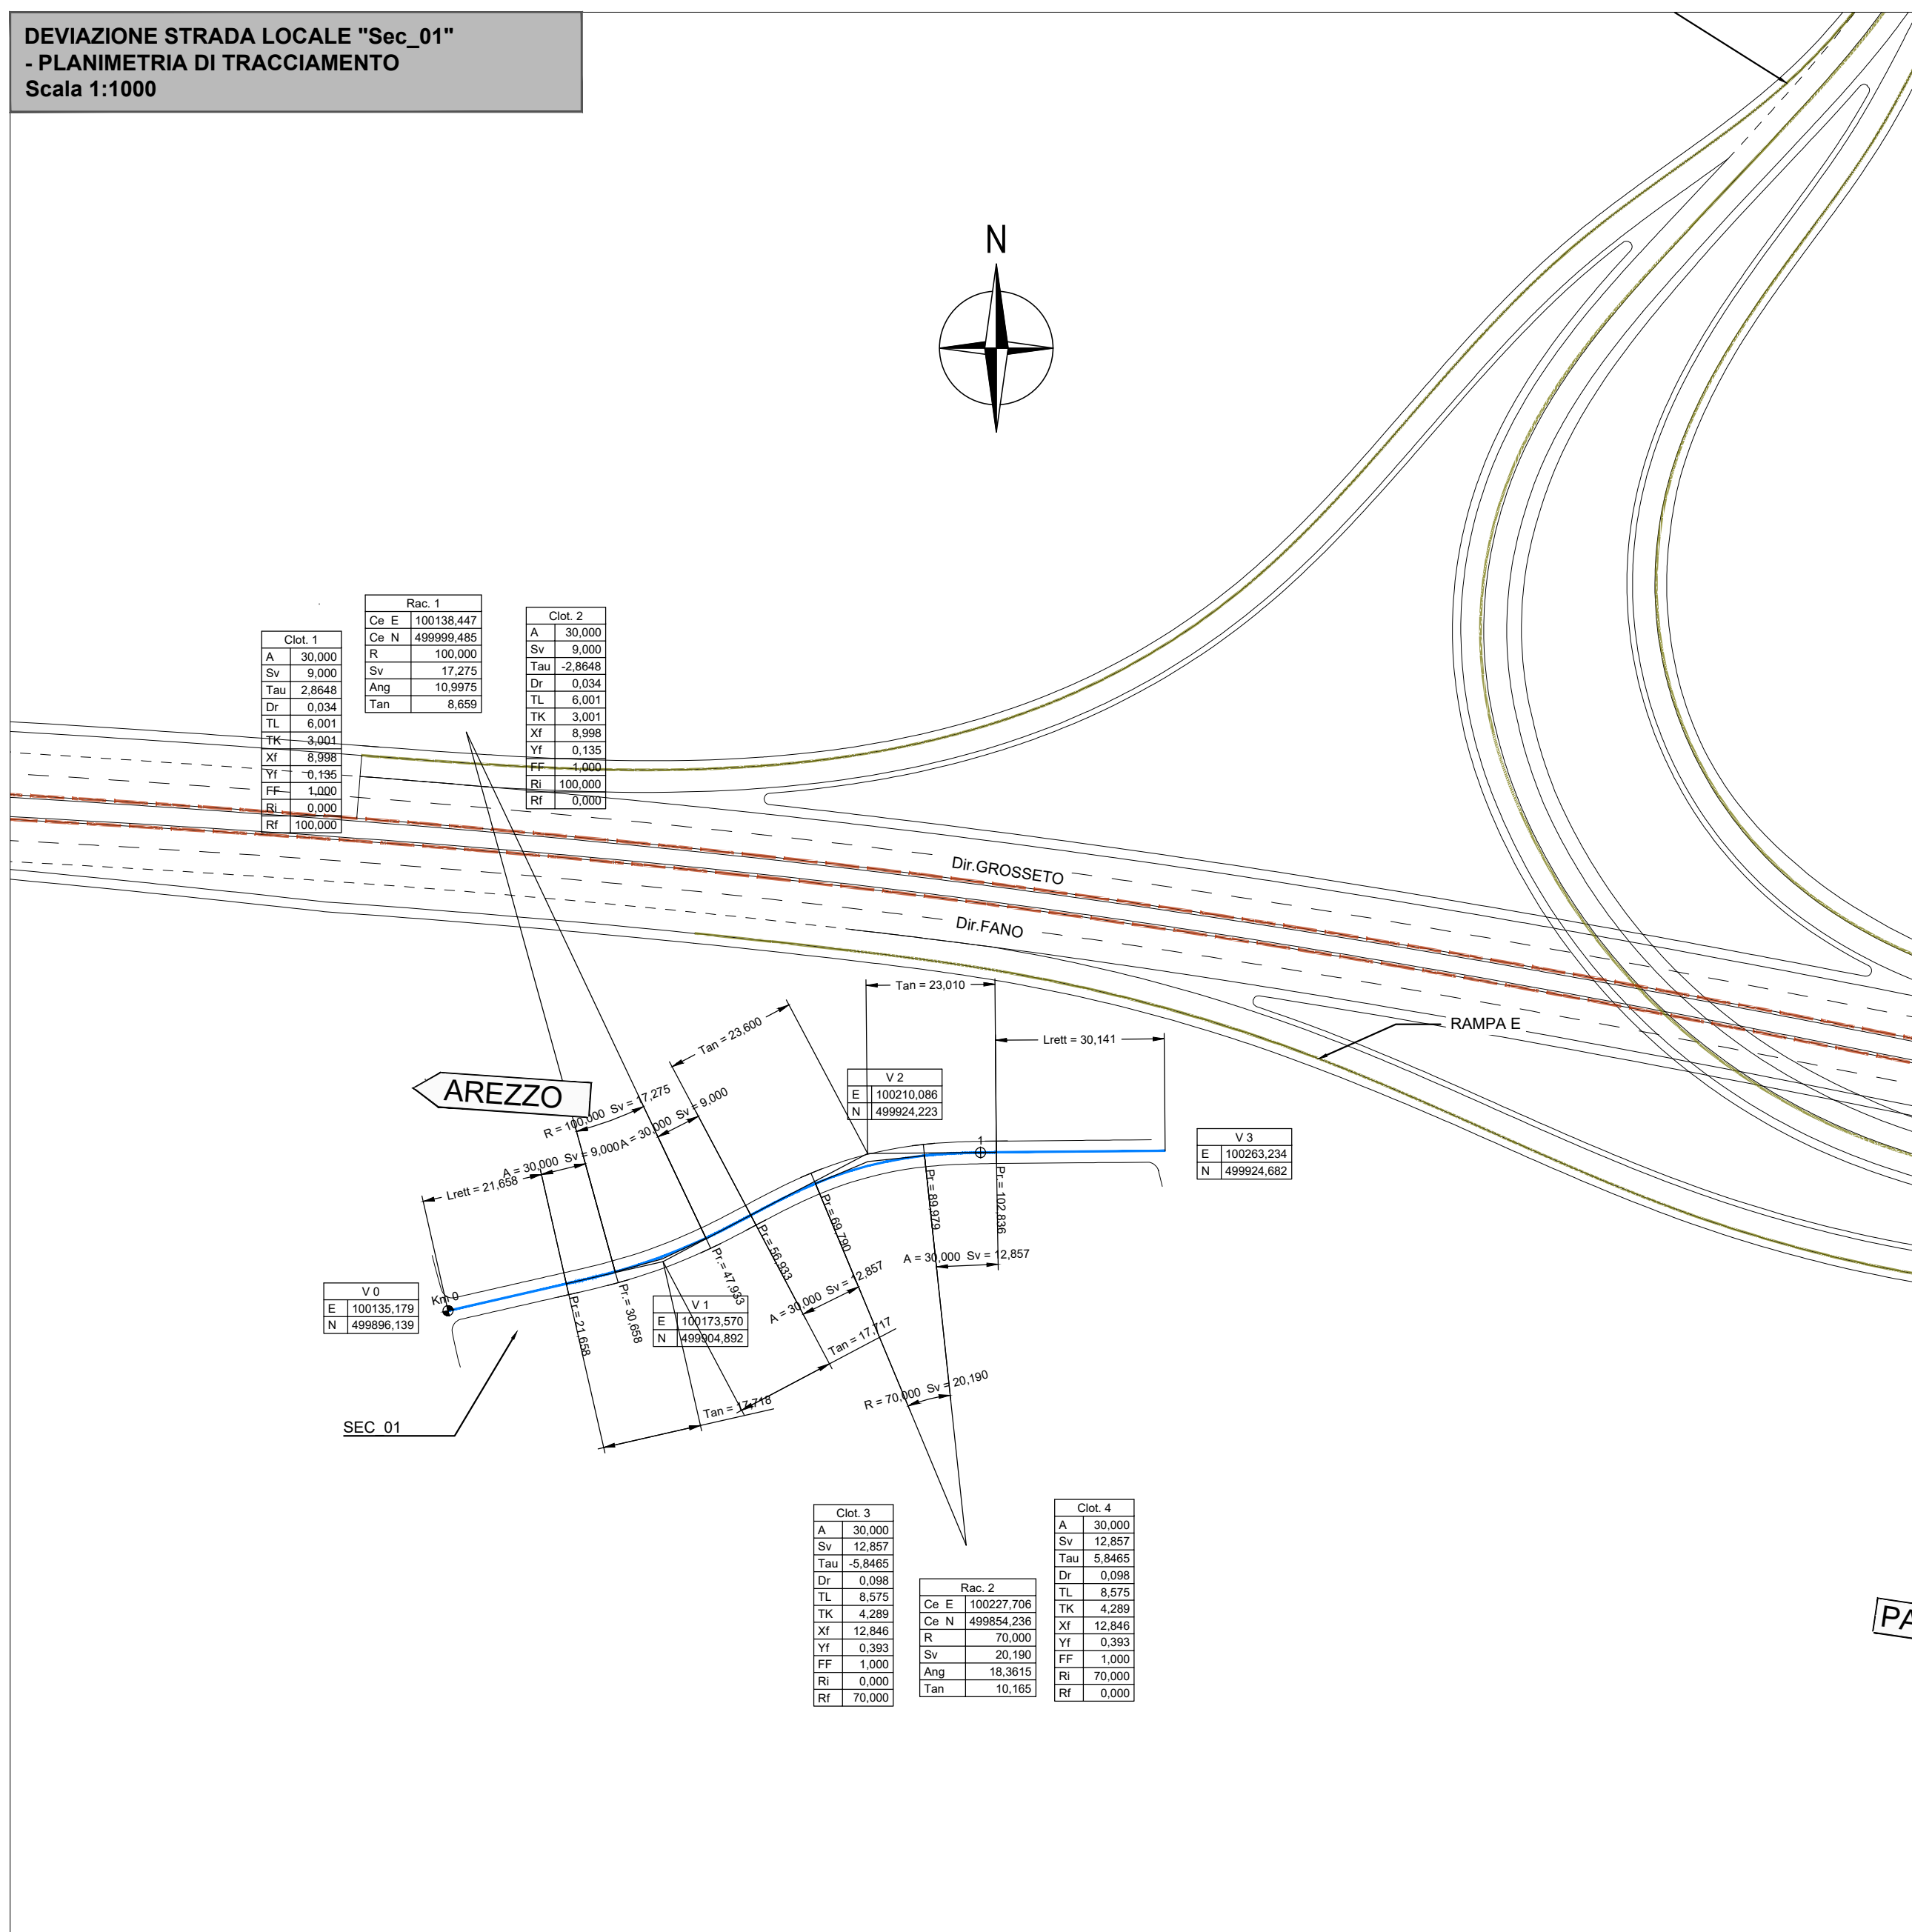 DEVIAZIONE STRADA LOCALE "Sec_01"
- PLANIMETRIA DI TRACCIAMENTO
Scala 1:1000
N
Rac. 1
Ce E 100138,447
Ce N 499999,485
R 100,000
Sv 17,275
Ang 10,9975
Tan 8,659
Clot. 2
A 30,000
Sv 9,000
Tau -2,8648
Dr 0,034
TL 6,001
TK 3,001
Xf 8,998
Yf 0,135
FF 1,000
Ri 100,000
Rf 0,000
Clot. 1
A 30,000
Sv 9,000
Tau 2,8648
Dr 0,034
TL 6,001
TK 3,001
Xf 8,998
Yf 0,135
FF 1,000
Ri 0,000
Rf 100,000
Dir.GROSSETO
Dir.FANO
Tan = 23,010
RAMPA E
Tan = 23,600
Lrett = 30,141
V 2
E 100210,086
N 499924,223
AREZZO
R = 100,000 Sv = 17,275
A = 30,000 Sv = 9,000
A = 30,000 Sv = 9,000
Lrett = 21,658
1
V 3
E 100263,234
N 499924,682
Pr. = 89,979
Pr. = 102,836
Pr. = 69,790
Pr. = 56,933
Pr. = 47,933
Pr. = 30,658
Pr. = 21,658
A = 30,000 Sv = 12,857
A = 30,000 Sv = 12,857
Km 0
V 0
E 100135,179
N 499896,139
V 1
E 100173,570
N 499904,892
Tan = 17,717
Tan = 17,718
R = 70,000 Sv = 20,190
SEC_01
Clot. 3
A 30,000
Sv 12,857
Tau -5,8465
Dr 0,098
TL 8,575
TK 4,289
Xf 12,846
Yf 0,393
FF 1,000
Ri 0,000
Rf 70,000
Rac. 2
Ce E 100227,706
Ce N 499854,236
R 70,000
Sv 20,190
Ang 18,3615
Tan 10,165
Clot. 4
A 30,000
Sv 12,857
Tau 5,8465
Dr 0,098
TL 8,575
TK 4,289
Xf 12,846
Yf 0,393
FF 1,000
Ri 70,000
Rf 0,000
PA